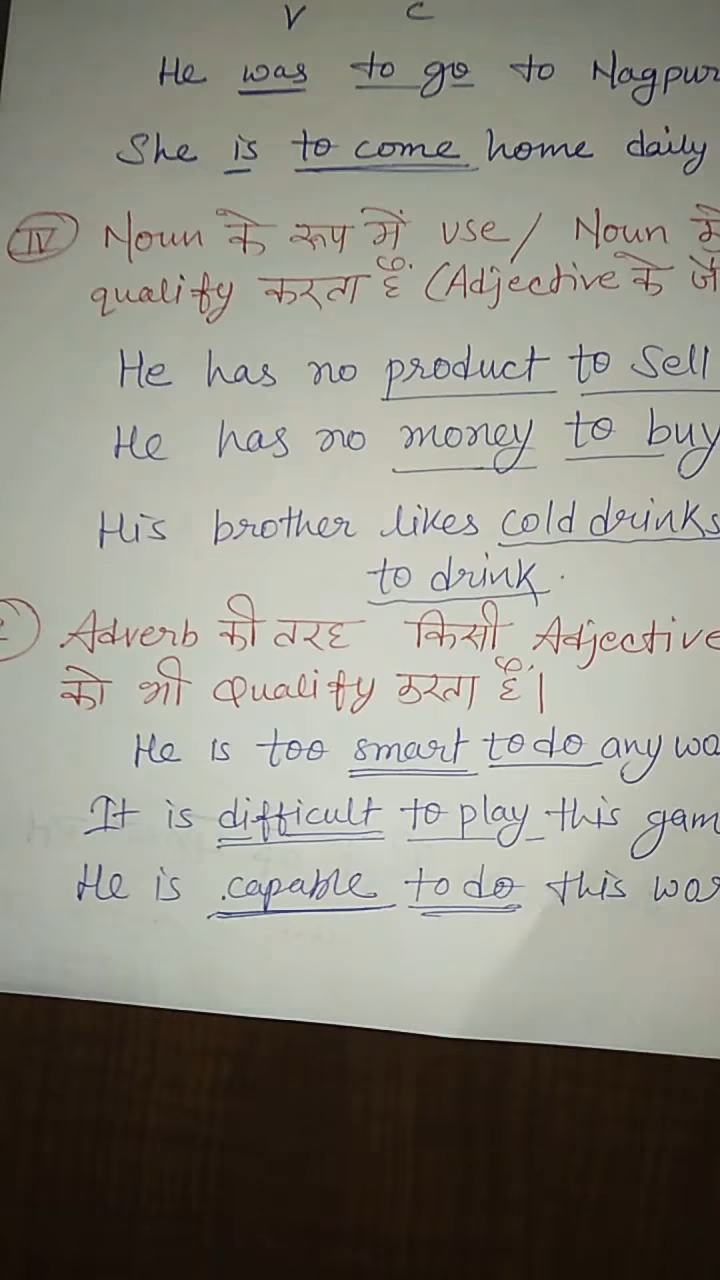 V C
He was to go to Nagpur
She is to come home daily
IV Noun के रूप में use / Noun
qualify करता है (Adjective के
He has no product to sell
He has no money to buy
His brother likes cold drinks
to drink.
Adverb की तरह किसी Adjective
को भी Qualify करता है।
He is too smart to do any
It is difficult to play this
He is capable to do this